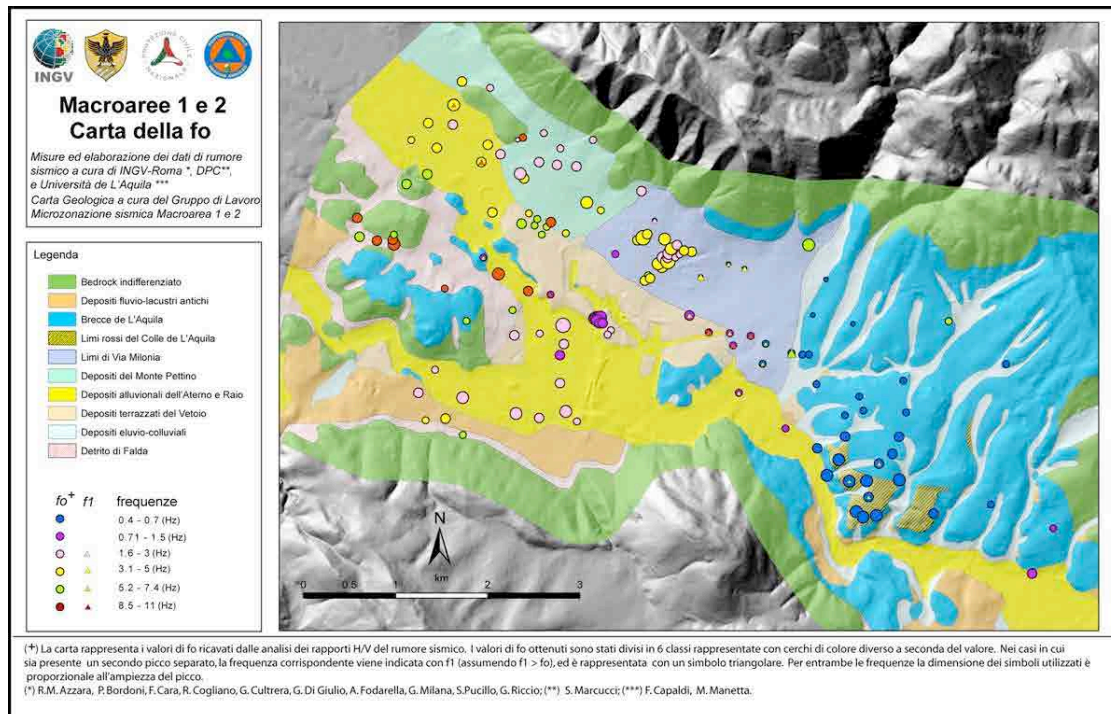 INGV
PROTEZIONE CIVILE
NAZIONALE
Macroaree 1 e 2
Carta della fo
Misure ed elaborazione dei dati di rumore
sismico a cura di INGV-Roma *, DPC**,
e Università de L'Aquila ***
Carta Geologica a cura del Gruppo di Lavoro
Microzonazione sismica Macroarea 1 e 2
Legenda
Bedrock indifferenziato
Depositi fluvio-lacustri antichi
Brecce de L'Aquila
Limi rossi del Colle de L'Aquila
Limi di Via Milonia
Depositi del Monte Pettino
Depositi alluvionali dell'Aterno e Raio
Depositi terrazzati del Vetoio
Depositi eluvio-colluviali
Detrito di Falda
fo+ f1 frequenze
0.4 - 0.7 (Hz)
0.71 - 1.5 (Hz)
1.6 - 3 (Hz)
3.1 - 5 (Hz)
5.2 - 7.4 (Hz)
8.5 - 11 (Hz)
N
km
0 0.5 1 2 3
(+) La carta rappresenta i valori di fo ricavati dalle analisi dei rapporti H/V del rumore sismico. I valori di fo ottenuti sono stati divisi in 6 classi rappresentate con cerchi di colore diverso a seconda del valore. Nei casi in cui
sia presente un secondo picco separato, la frequenza corrispondente viene indicata con f1 (assumendo f1 > fo), ed è rappresentata con un simbolo triangolare. Per entrambe le frequenze la dimensione dei simboli utilizzati è
proporzionale all'ampiezza del picco.
(*) R.M. Azzara, P. Bordoni, F. Cara, R. Cogliano, G. Cultrera, G. Di Giulio, A. Fodarella, G. Milana, S.Pucillo, G. Riccio; (**) S. Marcucci; (***) F. Capaldi, M. Manetta.